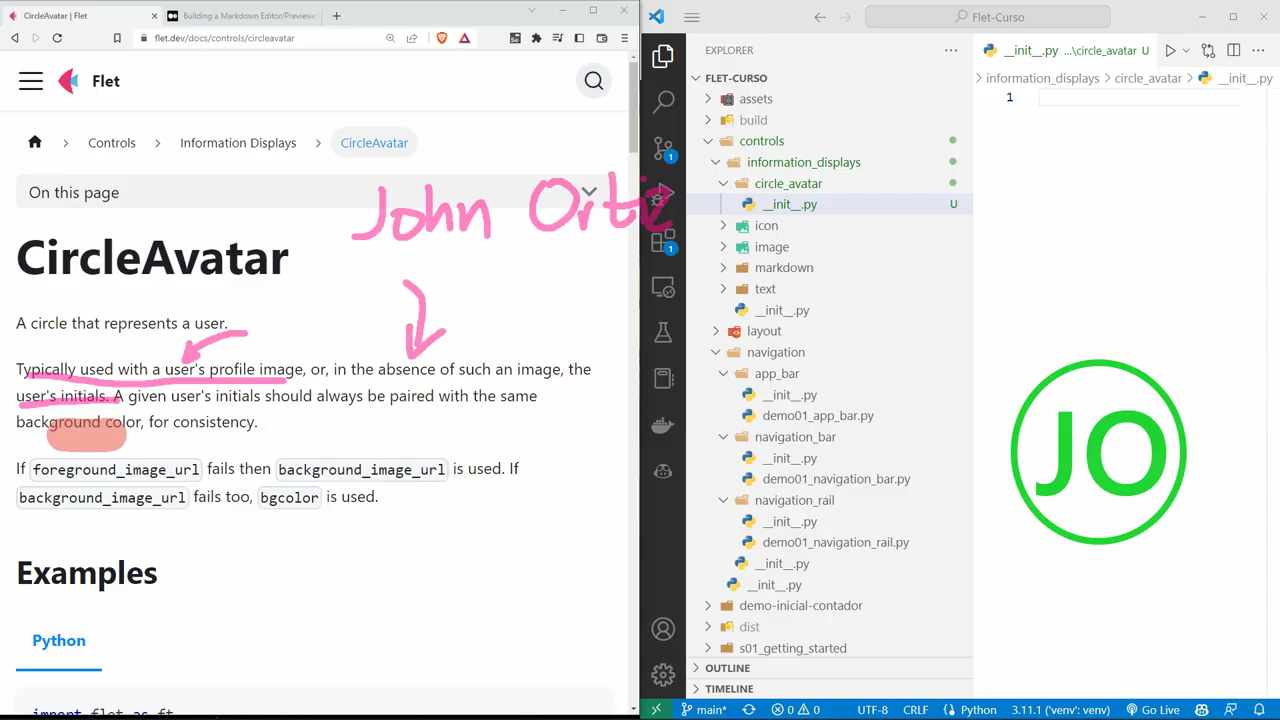 CircleAvatar | Flet
Building a Markdown Editor/Preview
flet.dev/docs/controls/circleavatar
Flet
Controls
Information Displays
CircleAvatar
On this page
John Ortiz
CircleAvatar
A circle that represents a user.
Typically used with a user's profile image, or, in the absence of such an image, the
user's initials. A given user's initials should always be paired with the same
background color, for consistency.
If foreground_image_url fails then background_image_url is used. If
background_image_url fails too, bgcolor is used.
Examples
Python
import flet as ft
Flet-Curso
EXPLORER
FLET-CURSO
assets
build
controls
information_displays
circle_avatar
__init__.py U
icon
image
markdown
text
__init__.py
layout
navigation
app_bar
__init__.py
demo01_app_bar.py
navigation_bar
__init__.py
demo01_navigation_bar.py
navigation_rail
__init__.py
demo01_navigation_rail.py
__init__.py
__init__.py
demo-inicial-contador
dist
s01_getting_started
OUTLINE
TIMELINE
1
1
__init__.py ...\circle_avatar U
information_displays > circle_avatar > __init__.py
1
JO
main* 0 0 UTF-8 CRLF Python 3.11.1 ('venv': venv) Go Live